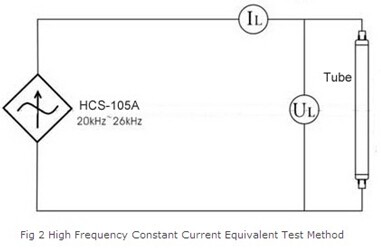 IL
Tube
HCS-105A
UL
20kHz~26kHz
Fig 2 High Frequency Constant Current Equivalent Test Method